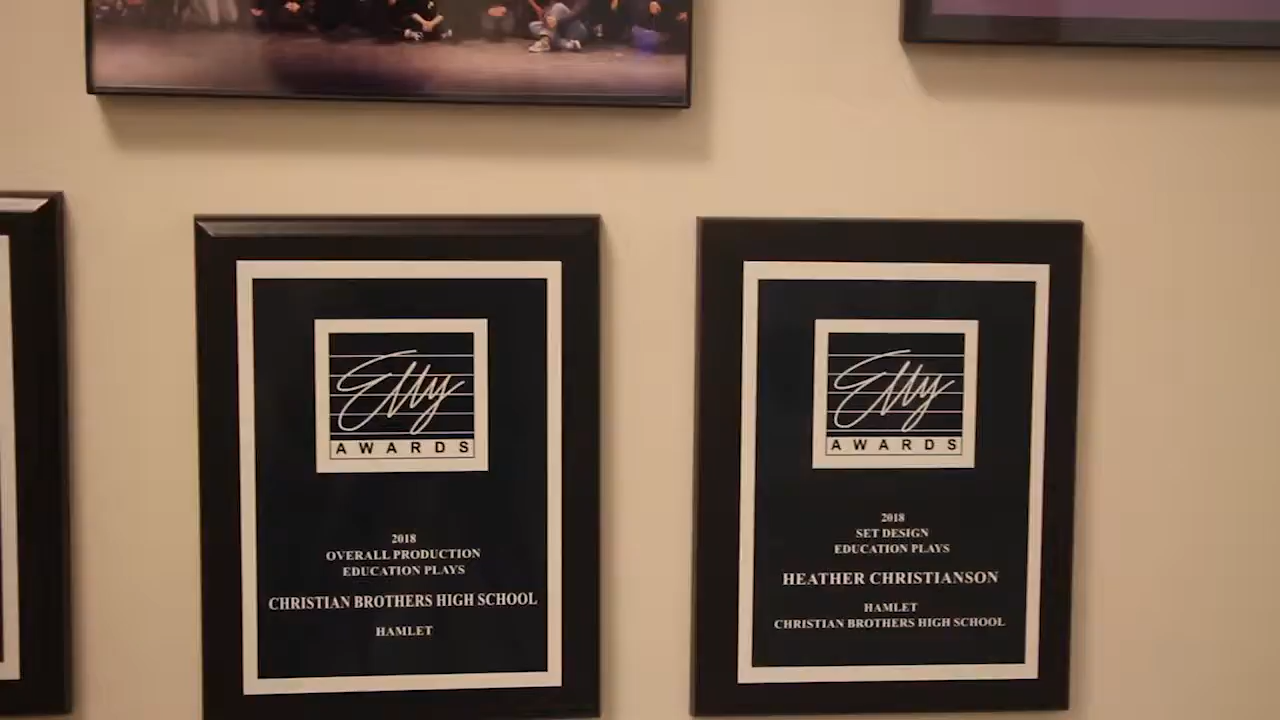 Elly
AWARDS
2018
OVERALL PRODUCTION
EDUCATION PLAYS
CHRISTIAN BROTHERS HIGH SCHOOL
HAMLET
Elly
AWARDS
2018
SET DESIGN
EDUCATION PLAYS
HEATHER CHRISTIANSON
HAMLET
CHRISTIAN BROTHERS HIGH SCHOOL